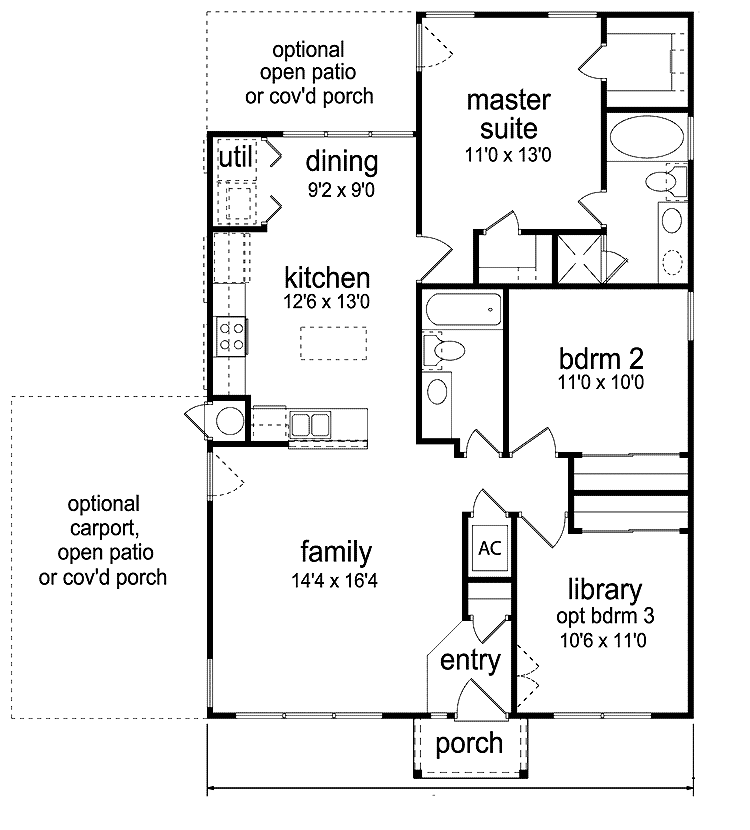 optional
open patio
or cov'd porch
master
suite
11'0 x 13'0
util
dining
9'2 x 9'0
kitchen
12'6 x 13'0
bdrm 2
11'0 x 10'0
optional
carport,
open patio
or cov'd porch
family
14'4 x 16'4
AC
library
opt bdrm 3
10'6 x 11'0
entry
porch